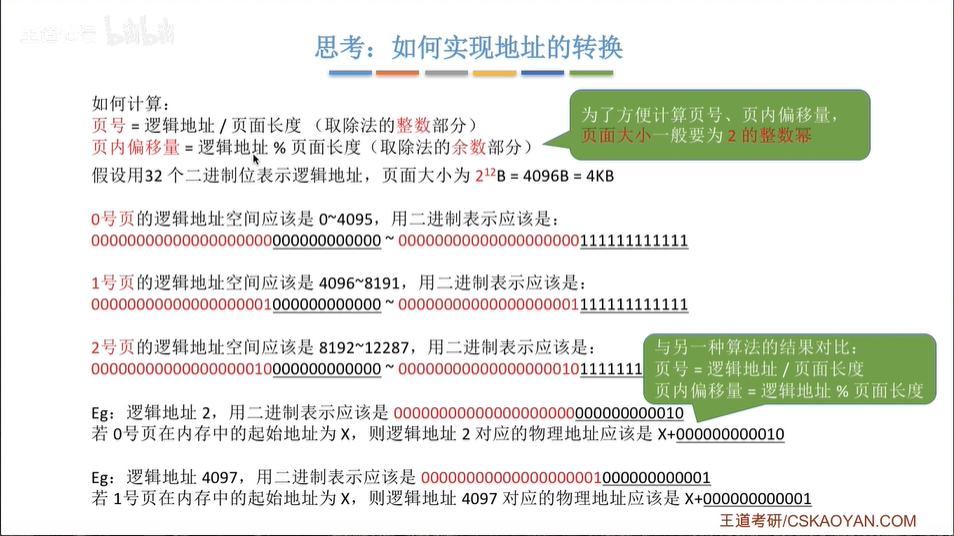 思考：如何实现地址的转换
如何计算：
页号 = 逻辑地址 / 页面长度 （取除法的整数部分）
页内偏移量 = 逻辑地址 % 页面长度（取除法的余数部分）
为了方便计算页号、页内偏移量，
页面大小一般要为 2 的整数幂
假设用32 个二进制位表示逻辑地址，页面大小为 2¹²B = 4096B = 4KB
0号页的逻辑地址空间应该是 0~4095，用二进制表示应该是：
00000000000000000000000000000000 ~ 00000000000000000000111111111111
1号页的逻辑地址空间应该是 4096~8191，用二进制表示应该是：
00000000000000000001000000000000 ~ 00000000000000000001111111111111
2号页的逻辑地址空间应该是 8192~12287，用二进制表示应该是：
00000000000000000010000000000000 ~ 000000000000000000101111111
与另一种算法的结果对比：
页号 = 逻辑地址 / 页面长度
页内偏移量 = 逻辑地址 % 页面长度
Eg：逻辑地址 2，用二进制表示应该是 00000000000000000000000000000010
若 0号页在内存中的起始地址为 X，则逻辑地址 2 对应的物理地址应该是 X+000000000010
Eg：逻辑地址 4097，用二进制表示应该是 00000000000000000001000000000001
若 1号页在内存中的起始地址为 X，则逻辑地址 4097 对应的物理地址应该是 X+000000000001
王道考研/CSKAOYAN.COM